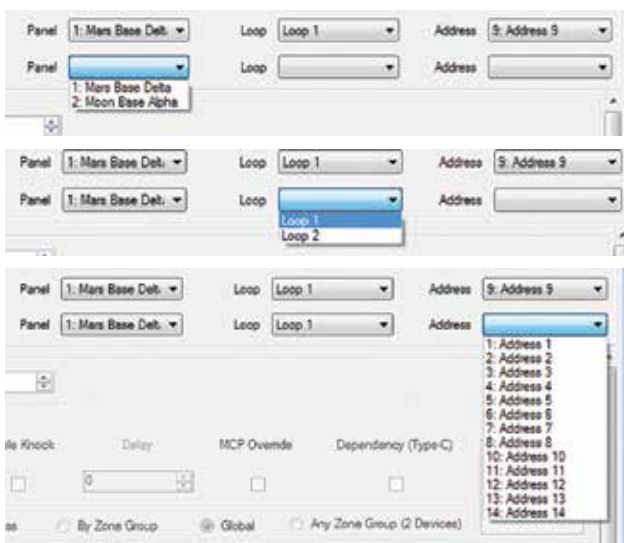 Panel 1: Mars Base Delt. Loop Loop 1 Address 9: Address 9
Panel Loop Address
1: Mars Base Delta
2: Moon Base Alpha
Panel 1: Mars Base Delt. Loop Loop 1 Address 9: Address 9
Panel 1: Mars Base Delt. Loop Address
Loop 1
Loop 2
Panel 1: Mars Base Delt. Loop Loop 1 Address 9: Address 9
Panel 1: Mars Base Delt. Loop Loop 1 Address
1: Address 1
2: Address 2
3: Address 3
4: Address 4
5: Address 5
6: Address 6
7: Address 7
8: Address 8
10: Address 10
11: Address 11
12: Address 12
13: Address 13
14: Address 14
le Knock Delay MCP Override Dependency (Type-C)
0
By Zone Group Global Any Zone Group (2 Devices)